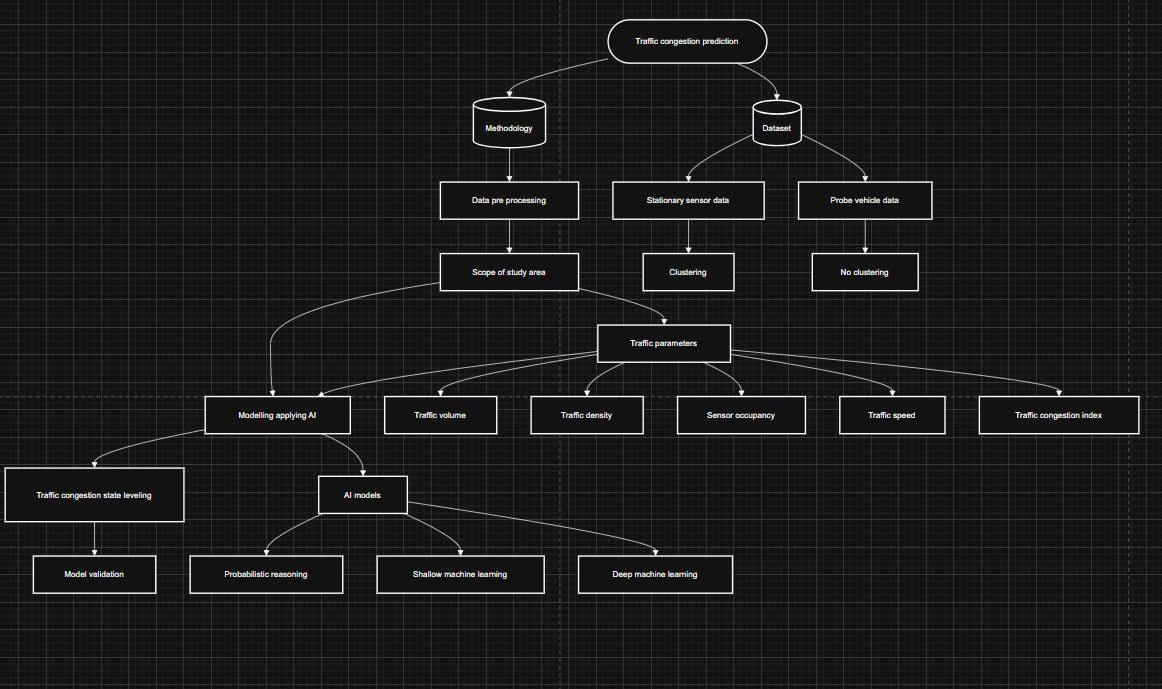 Traffic congestion prediction
Methodology
Dataset
Data pre processing
Stationary sensor data
Probe vehicle data
Scope of study area
Clustering
No clustering
Traffic parameters
Modelling applying AI
Traffic volume
Traffic density
Sensor occupancy
Traffic speed
Traffic congestion index
Traffic congestion state leveling
AI models
Model validation
Probabilistic reasoning
Shallow machine learning
Deep machine learning